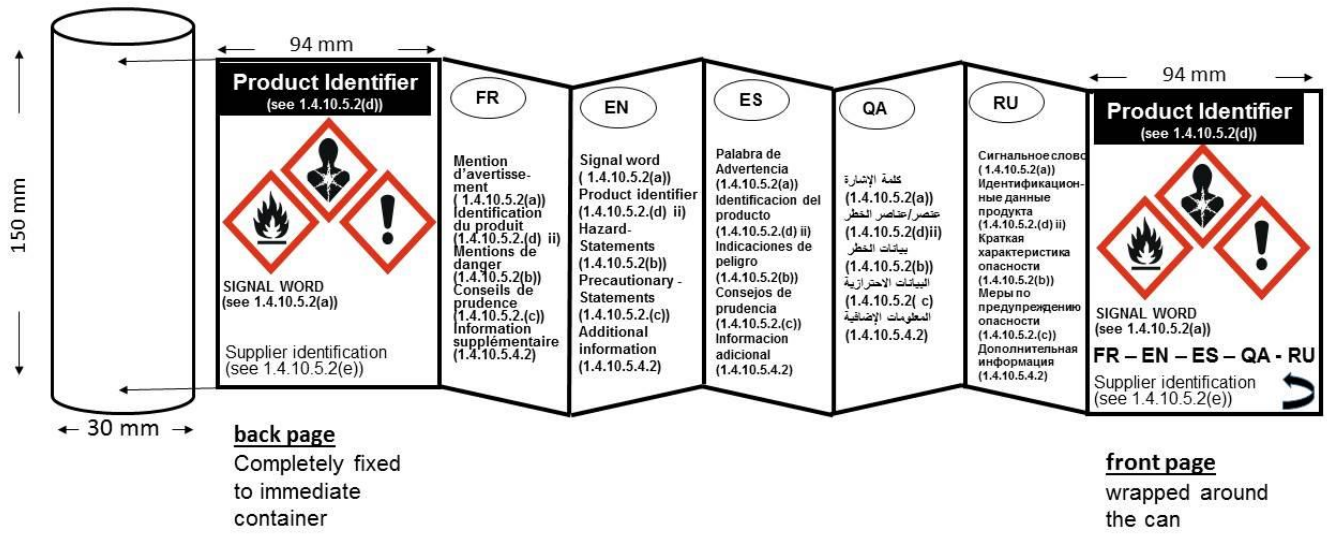 150 mm
30 mm
94 mm
Product Identifier
(see 1.4.10.5.2(d))
SIGNAL WORD
(see 1.4.10.5.2(a))
Supplier identification
(see 1.4.10.5.2(e))
back page
Completely fixed
to immediate
container
FR
Mention
d'avertisse-
ment
( 1.4.10.5.2(a))
Identification
du produit
(1.4.10.5.2.(d) ii)
Mentions de
danger
(1.4.10.5.2(b))
Conseils de
prudence
(1.4.10.5.2.(c))
Information
supplémentaire
(1.4.10.5.4.2)
EN
Signal word
( 1.4.10.5.2(a))
Product identifier
(1.4.10.5.2.(d) ii)
Hazard-
Statements
(1.4.10.5.2(b))
Precautionary -
Statements
(1.4.10.5.2.(c))
Additional
information
(1.4.10.5.4.2)
ES
Palabra de
Advertencia
(1.4.10.5.2(a))
Identificacion del
producto
(1.4.10.5.2.(d) ii)
Indicaciones de
peligro
(1.4.10.5.2(b))
Consejos de
prudencia
(1.4.10.5.2.(c))
Informacion
adicional
(1.4.10.5.4.2)
QA
كلمة الإشارة
(1.4.10.5.2(a))
عنصر/عناصر الخطر
(1.4.10.5.2(d)ii)
بيانات الخطر
(1.4.10.5.2(b))
البيانات الاحترازية
(1.4.10.5.2( c)
المعلومات الإضافية
(1.4.10.5.4.2)
RU
Сигнальное слово
(1.4.10.5.2(a))
Идентификацион-
ные данные
продукта
(1.4.10.5.2.(d) ii)
Краткая
характеристика
опасности
(1.4.10.5.2(b))
Меры по
предупреждению
опасности
(1.4.10.5.2.(c))
Дополнительная
информация
(1.4.10.5.4.2)
94 mm
Product Identifier
(see 1.4.10.5.2(d))
SIGNAL WORD
(see 1.4.10.5.2(a))
FR – EN – ES – QA - RU
Supplier identification
(see 1.4.10.5.2(e))
front page
wrapped around
the can